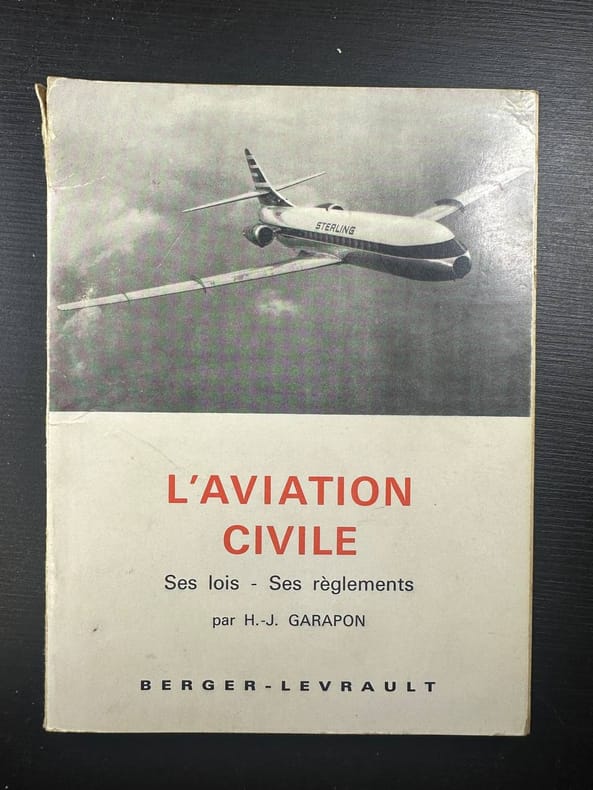 STERLING
L'AVIATION
CIVILE
Ses lois - Ses règlements
par H.-J. GARAPON
BERGER-LEVRAULT